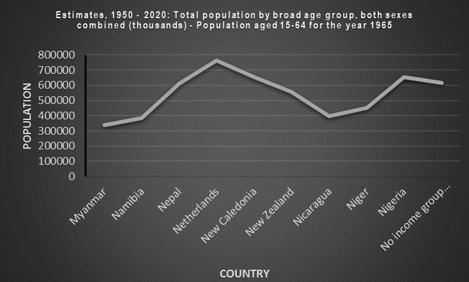 Estimates, 1950 - 2020: Total population by broad age group, both sexes
combined (thousands) - Population aged 15-64 for the year 1965
POPULATION
800000
700000
600000
500000
400000
300000
200000
100000
0
Myanmar
Namibia
Nepal
Netherlands
New Caledonia
New Zealand
Nicaragua
Niger
Nigeria
No income group...
COUNTRY